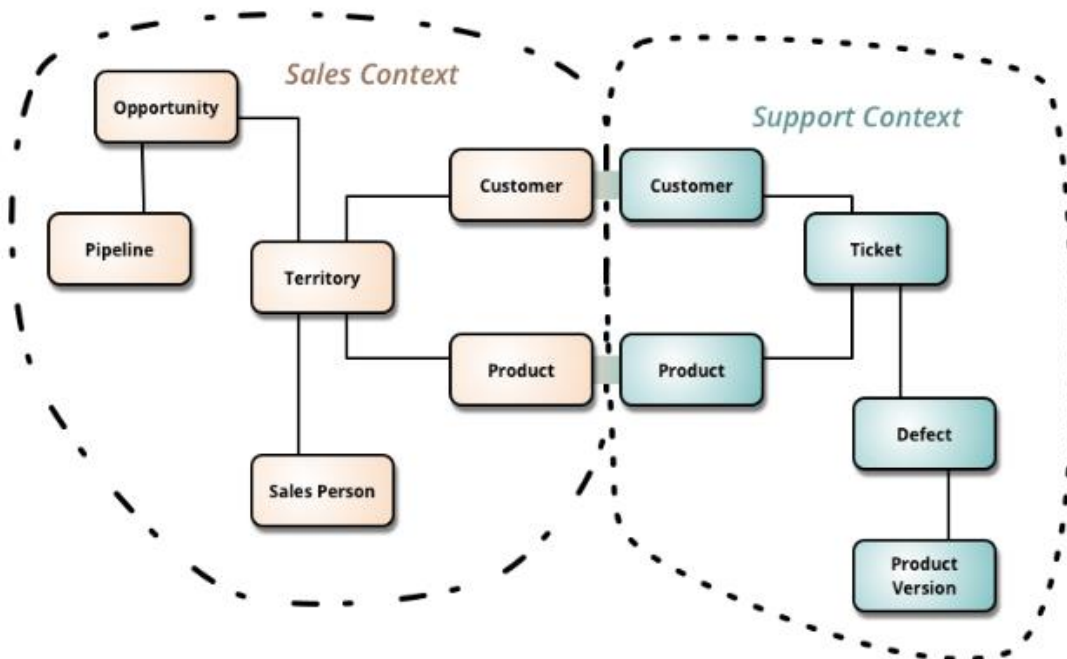 Sales Context
Opportunity
Support Context
Customer
Customer
Pipeline
Ticket
Territory
Product
Product
Defect
Sales Person
Product
Version